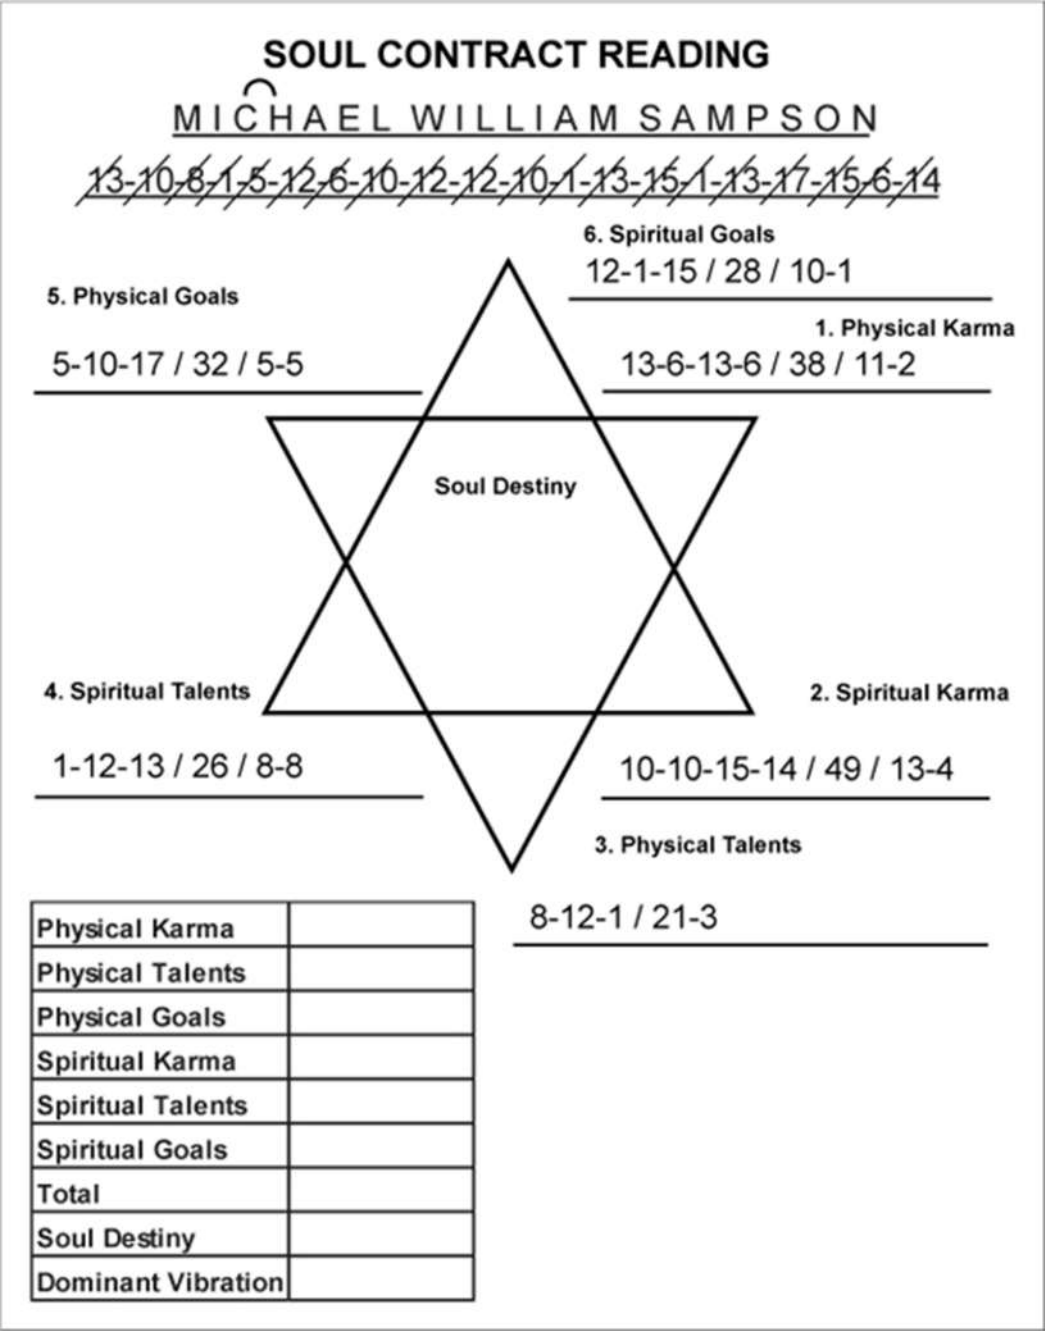 SOUL CONTRACT READING
MICHAEL WILLIAM SAMPSON
13-10-8-1-5-12-6-10-12-12-10-1-13-15-1-13-17-15-6-14
6. Spiritual Goals
12-1-15 / 28 / 10-1
5. Physical Goals
1. Physical Karma
5-10-17 / 32 / 5-5
13-6-13-6 / 38 / 11-2
Soul Destiny
4. Spiritual Talents
2. Spiritual Karma
1-12-13 / 26 / 8-8
10-10-15-14 / 49 / 13-4
3. Physical Talents
8-12-1 / 21-3
Physical Karma
Physical Talents
Physical Goals
Spiritual Karma
Spiritual Talents
Spiritual Goals
Total
Soul Destiny
Dominant Vibration